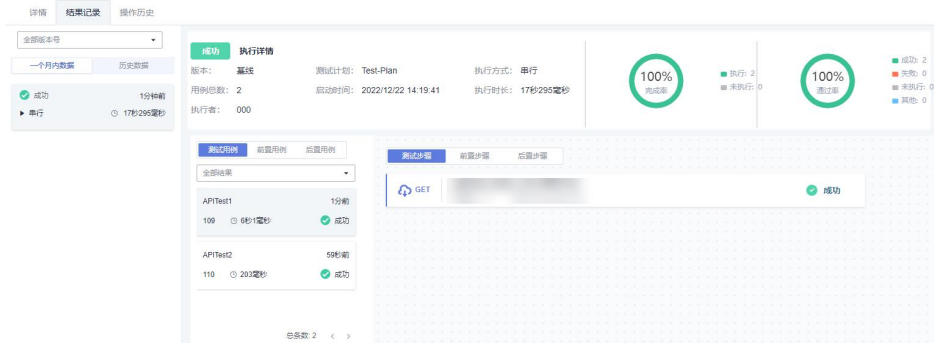 详情 结果记录 操作历史
全部版本号
一个月内数据 历史数据
成功 1分钟前
串行 17秒295毫秒
成功 执行详情
版本： 基线 测试计划： Test-Plan 执行方式： 串行
用例总数： 2 启动时间： 2022/12/22 14:19:41 执行时长： 17秒295毫秒
执行者： 000
100%
完成率
执行: 2
未执行: 0
100%
通过率
成功: 2
失败: 0
未执行: 0
其他: 0
测试用例 前置用例 后置用例
全部结果
APITest1 1分前
109 6秒1毫秒 成功
APITest2 59秒前
110 203毫秒 成功
总条数: 2
测试步骤 前置步骤 后置步骤
GET 成功